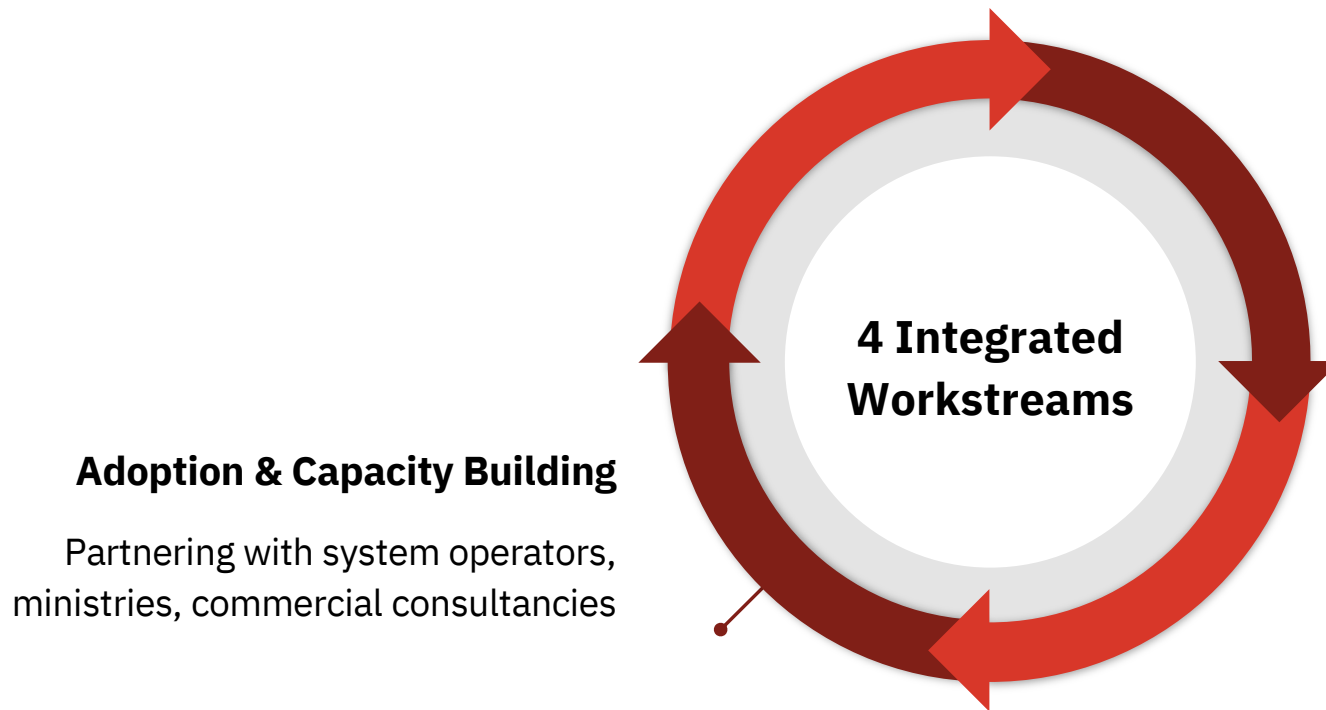 4 Integrated
Workstreams
Adoption & Capacity Building
Partnering with system operators,
ministries, commercial consultancies